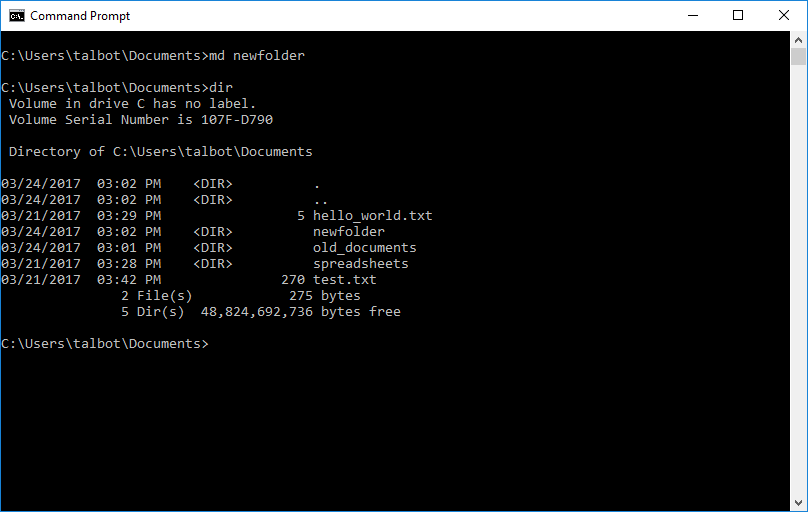 Command Prompt
C:\Users\talbot\Documents>md newfolder
C:\Users\talbot\Documents>dir
 Volume in drive C has no label.
 Volume Serial Number is 107F-D790
 Directory of C:\Users\talbot\Documents
03/24/2017  03:02 PM    <DIR>          .
03/24/2017  03:02 PM    <DIR>          ..
03/21/2017  03:29 PM                 5 hello_world.txt
03/24/2017  03:02 PM    <DIR>          newfolder
03/24/2017  03:01 PM    <DIR>          old_documents
03/21/2017  03:28 PM    <DIR>          spreadsheets
03/21/2017  03:42 PM               270 test.txt
               2 File(s)            275 bytes
               5 Dir(s)  48,824,692,736 bytes free
C:\Users\talbot\Documents>